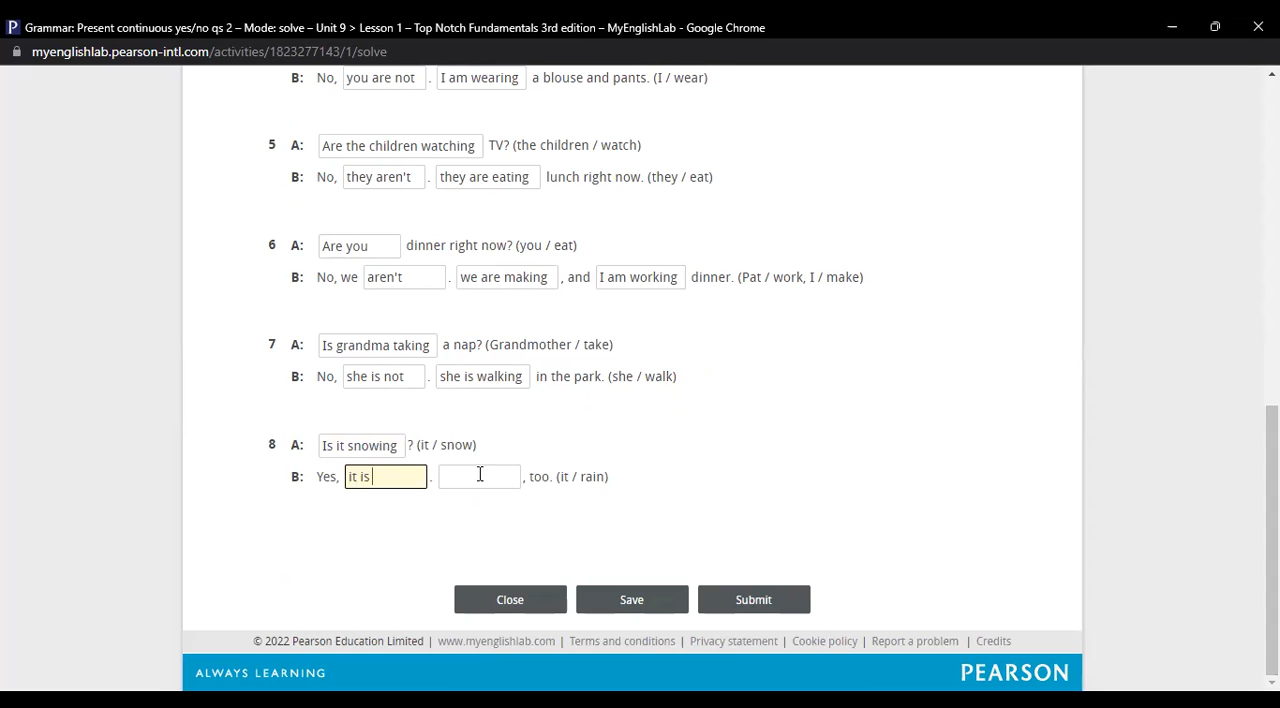 Grammar: Present continuous yes/no qs 2 – Mode: solve – Unit 9 > Lesson 1 – Top Notch Fundamentals 3rd edition – MyEnglishLab - Google Chrome
myenglishlab.pearson-intl.com/activities/1823277143/1/solve
B: No, you are not . I am wearing a blouse and pants. (I / wear)
5 A: Are the children watching TV? (the children / watch)
B: No, they aren't . they are eating lunch right now. (they / eat)
6 A: Are you dinner right now? (you / eat)
B: No, we aren't . we are making , and I am working dinner. (Pat / work, I / make)
7 A: Is grandma taking a nap? (Grandmother / take)
B: No, she is not . she is walking in the park. (she / walk)
8 A: Is it snowing ? (it / snow)
B: Yes, it is . , too. (it / rain)
Close Save Submit
© 2022 Pearson Education Limited | www.myenglishlab.com | Terms and conditions | Privacy statement | Cookie policy | Report a problem | Credits
ALWAYS LEARNING PEARSON